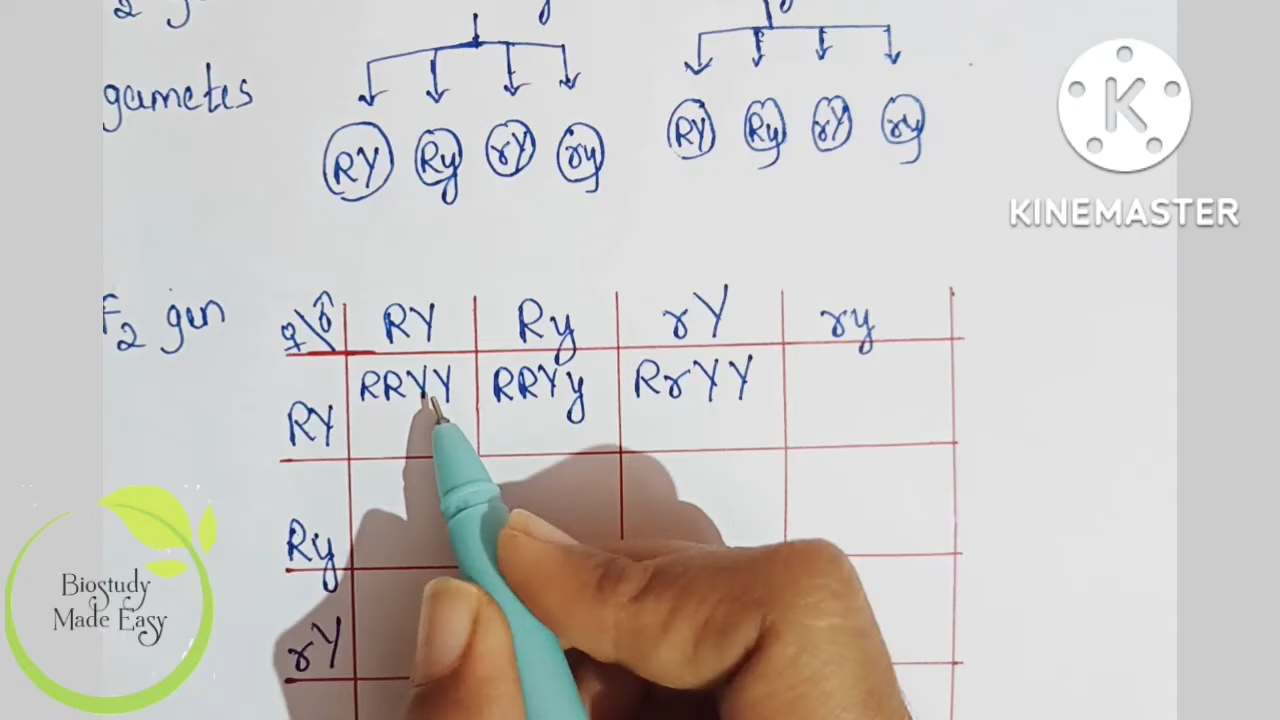 gametes
RY Ry rY ry RY Ry rY ry
F2 gen ♀/♂ RY Ry rY ry
RY RRYY RRYy RrYY
Ry
rY
K
KINEMASTER
Biostudy
Made Easy